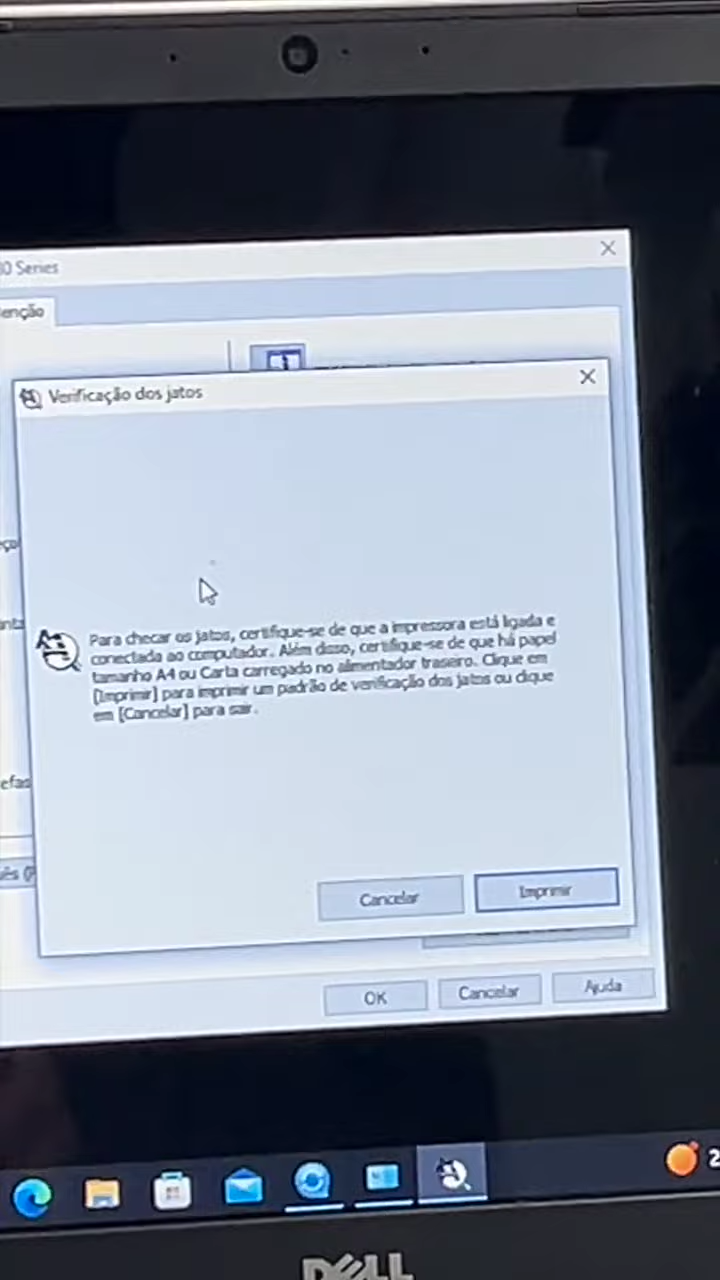 0 Series
enção
Verificação dos jatos
Para checar os jatos, certifique-se de que a impressora está ligada e
conectada ao computador. Além disso, certifique-se de que há papel
tamanho A4 ou Carta carregado no alimentador traseiro. Clique em
[Imprimir] para imprimir um padrão de verificação dos jatos ou clique
em [Cancelar] para sair.
efas
Cancelar
Imprimir
OK
Cancelar
Ajuda
2
DELL